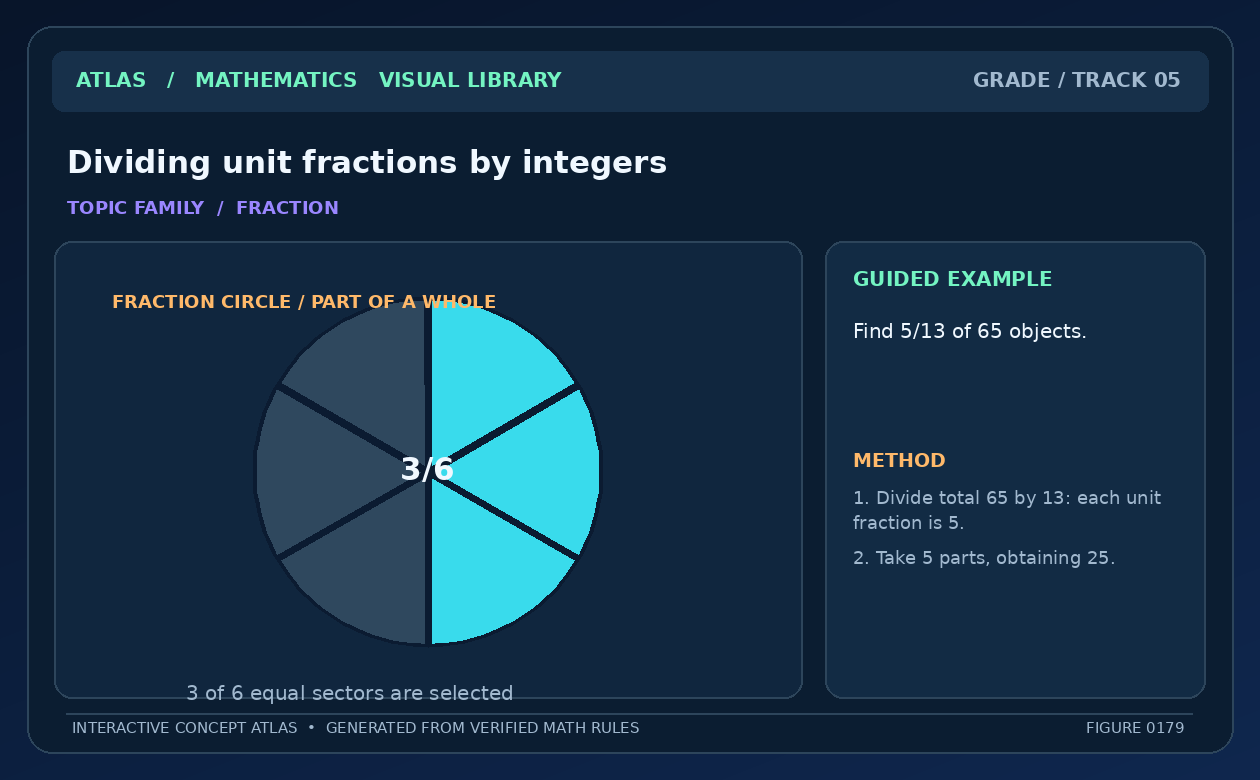 ATLAS / MATHEMATICS VISUAL LIBRARY
GRADE / TRACK 05
Dividing unit fractions by integers
TOPIC FAMILY / FRACTION
FRACTION CIRCLE / PART OF A WHOLE
3/6
3 of 6 equal sectors are selected
GUIDED EXAMPLE
Find 5/13 of 65 objects.
METHOD
1. Divide total 65 by 13: each unit
fraction is 5.
2. Take 5 parts, obtaining 25.
INTERACTIVE CONCEPT ATLAS • GENERATED FROM VERIFIED MATH RULES
FIGURE 0179